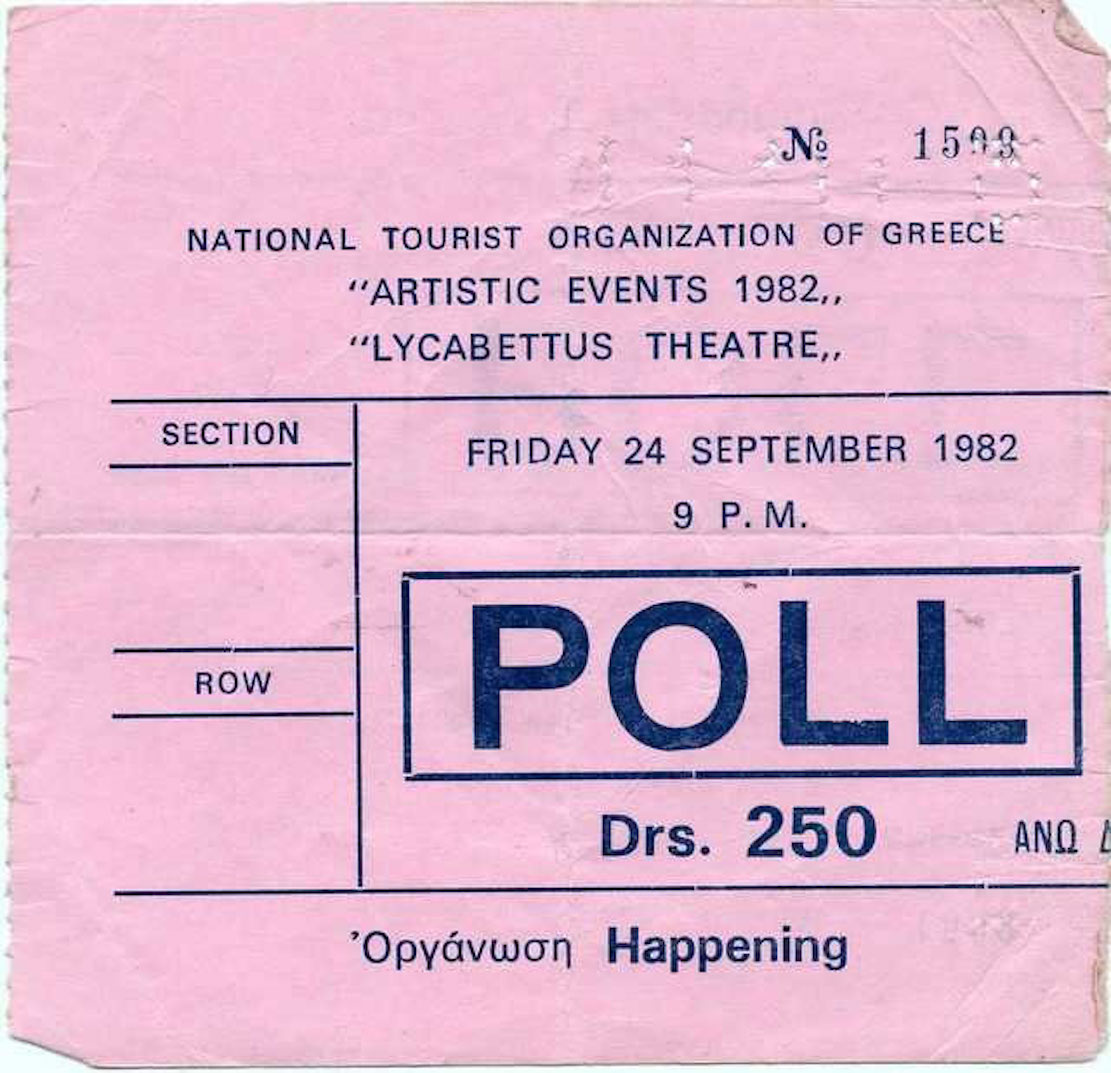 № 1599
NATIONAL TOURIST ORGANIZATION OF GREECE
‘‘ARTISTIC EVENTS 1982,,
‘‘LYCABETTUS THEATRE,,
SECTION
FRIDAY 24 SEPTEMBER 1982
9 P.M.
ROW
POLL
Drs. 250 ΑΝΩ
Ὀργάνωση Happening